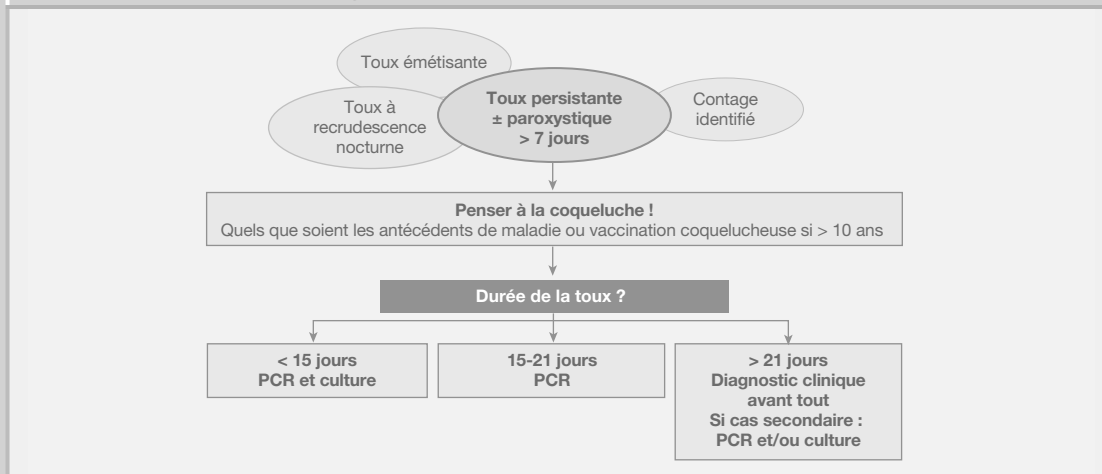 Toux émétisante
Toux à
recrudescence
nocturne
Toux persistante
± paroxystique
> 7 jours
Contage
identifié
Penser à la coqueluche !
Quels que soient les antécédents de maladie ou vaccination coquelucheuse si > 10 ans
Durée de la toux ?
< 15 jours
PCR et culture
15-21 jours
PCR
> 21 jours
Diagnostic clinique
avant tout
Si cas secondaire :
PCR et/ou culture